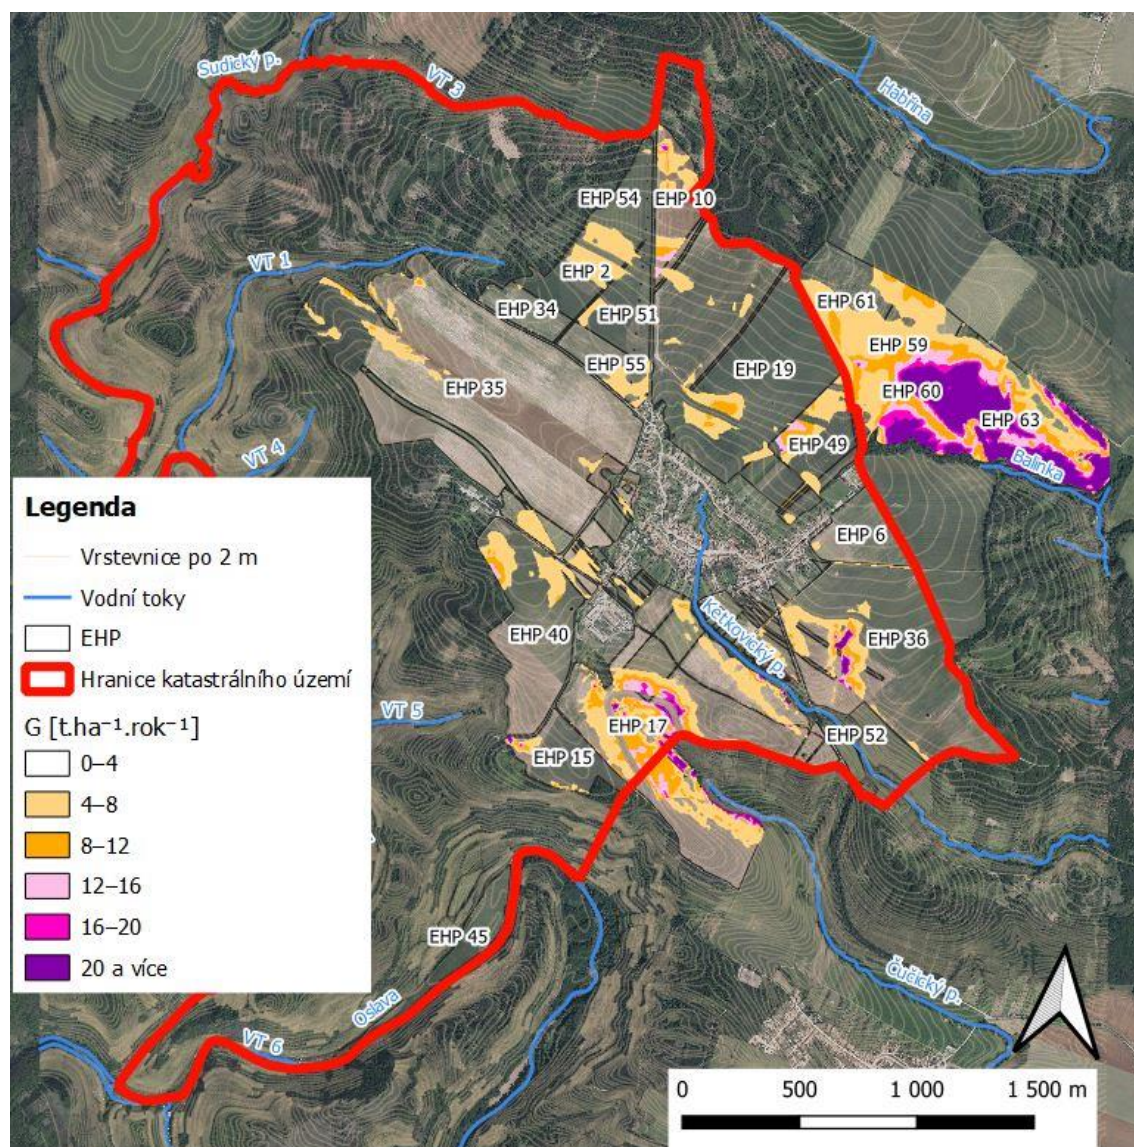 Sudický p.
VT 3
Habřina
EHP 54
EHP 10
VT 1
EHP 2
EHP 61
EHP 34
EHP 51
EHP 59
EHP 55
EHP 19
EHP 35
EHP 60
EHP 63
EHP 49
VT 4
Balinka
EHP 6
Ketkovický p.
EHP 40
EHP 36
VT 5
EHP 17
EHP 52
EHP 15
EHP 45
Oslava
Čučický p.
VT 6
Legenda
Vrstevnice po 2 m
Vodní toky
EHP
Hranice katastrálního území
G [t.ha⁻¹.rok⁻¹]
0–4
4–8
8–12
12–16
16–20
20 a více
0 500 1 000 1 500 m